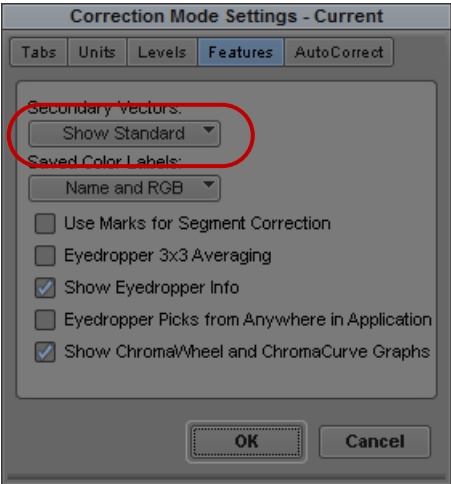 Correction Mode Settings - Current
Tabs Units Levels Features AutoCorrect
Secondary Vectors:
Show Standard
Saved Color Labels:
Name and RGB
Use Marks for Segment Correction
Eyedropper 3x3 Averaging
Show Eyedropper Info
Eyedropper Picks from Anywhere in Application
Show ChromaWheel and ChromaCurve Graphs
OK Cancel